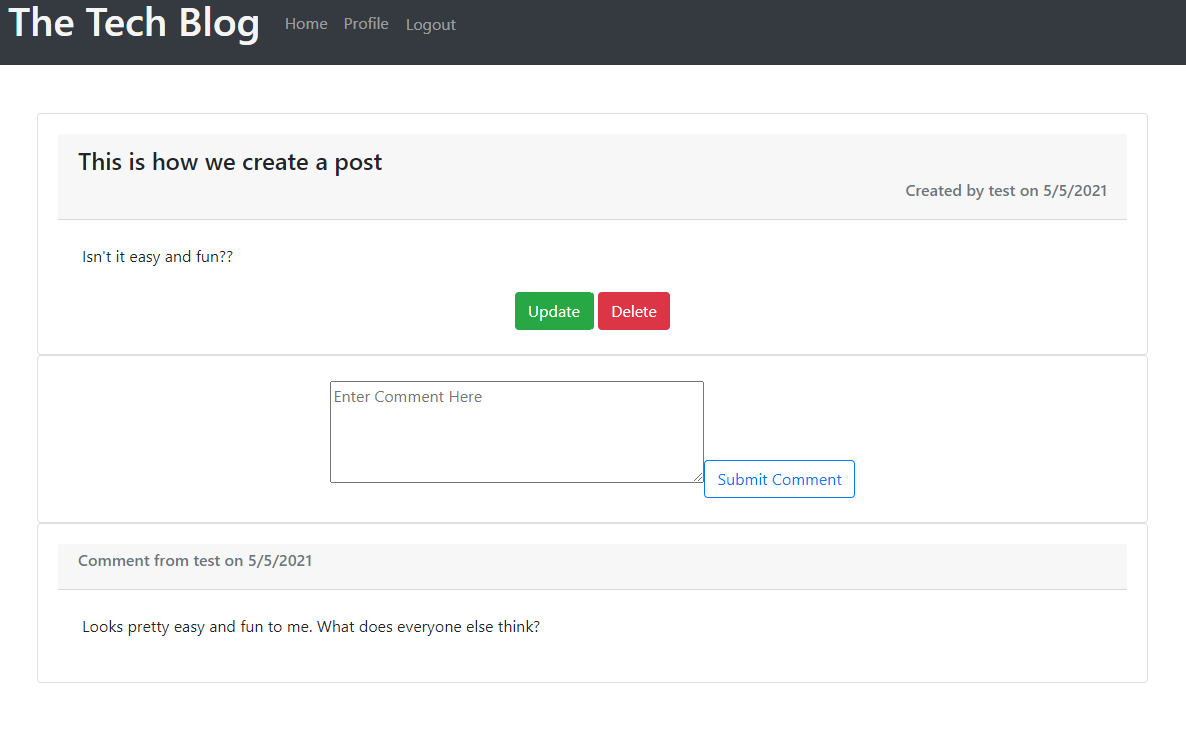 The Tech Blog Home Profile Logout
This is how we create a post
Created by test on 5/5/2021
Isn't it easy and fun??
Update Delete
Enter Comment Here
Submit Comment
Comment from test on 5/5/2021
Looks pretty easy and fun to me. What does everyone else think?